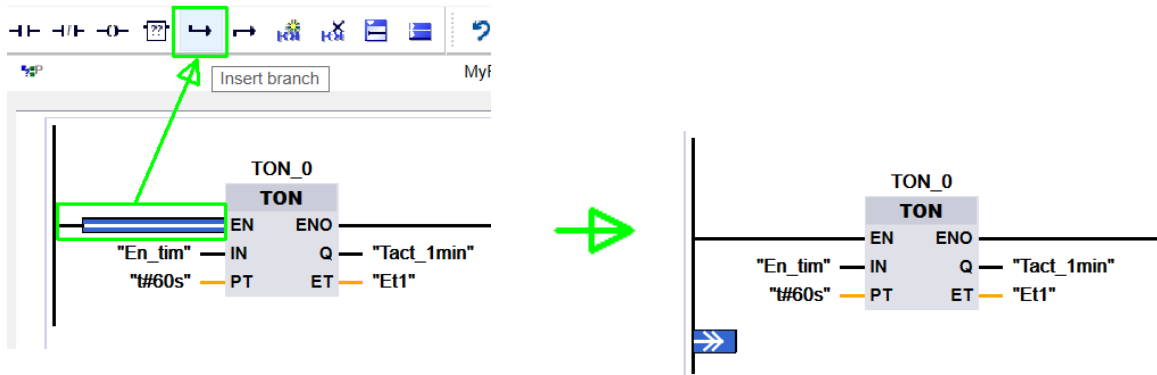 ??
MyF
Insert branch
TON_0
TON
EN ENO
"En_tim" IN Q "Tact_1min"
"t#60s" PT ET "Et1"
TON_0
TON
EN ENO
"En_tim" IN Q "Tact_1min"
"t#60s" PT ET "Et1"